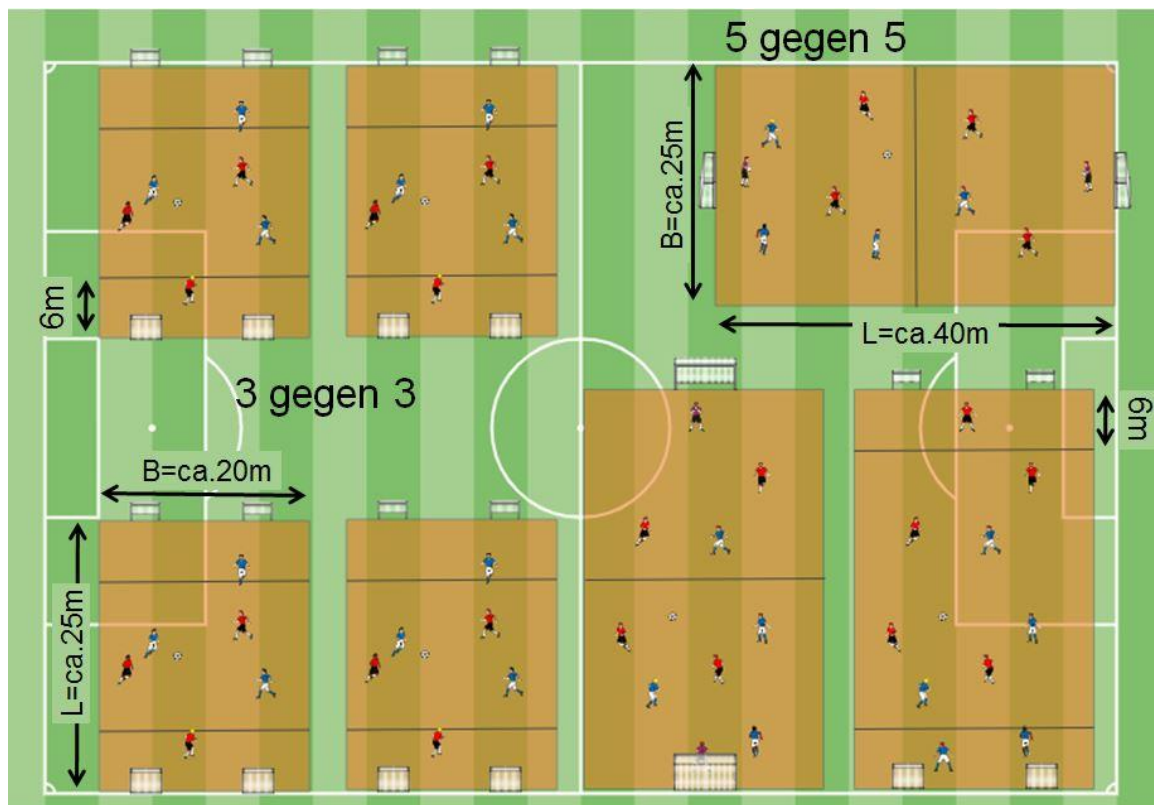 5 gegen 5
B=ca.25m
6m
L=ca.40m
3 gegen 3
6m
B=ca.20m
L=ca.25m